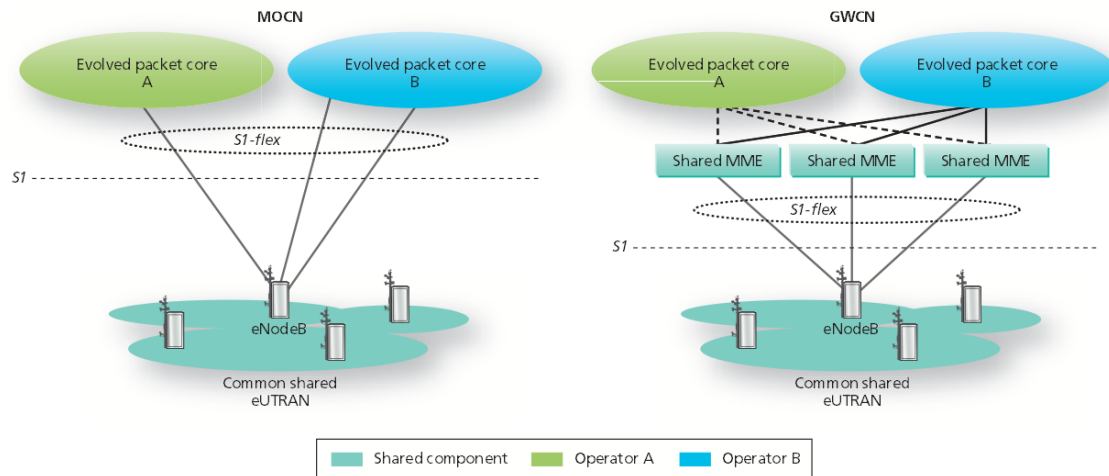 MOCN
Evolved packet core
A
Evolved packet core
B
S1-flex
S1
eNodeB
Common shared
eUTRAN
GWCN
Evolved packet core
A
Evolved packet core
B
Shared MME
Shared MME
Shared MME
S1-flex
S1
eNodeB
Common shared
eUTRAN
Shared component
Operator A
Operator B